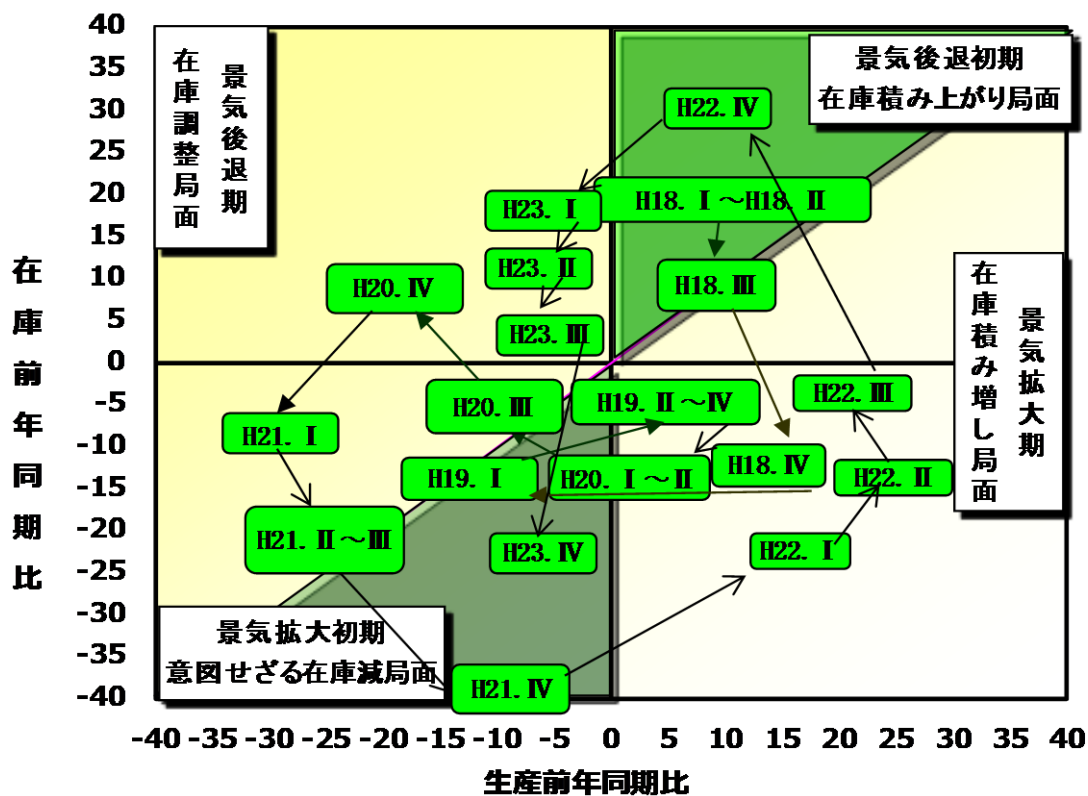 40
35
30
25
20
15
10
5
0
-5
-10
-15
-20
-25
-30
-35
-40
在庫前年同期比
景気後退期
在庫調整局面
景気後退初期
在庫積み上がり局面
景気拡大期
在庫積み増し局面
景気拡大初期
意図せざる在庫減局面
H22. Ⅳ
H23. Ⅰ
H18. Ⅰ～H18. Ⅱ
H23. Ⅱ
H20. Ⅳ
H18. Ⅲ
H23. Ⅲ
H22. Ⅲ
H20. Ⅲ
H19. Ⅱ～Ⅳ
H21. Ⅰ
H19. Ⅰ
H20. Ⅰ～Ⅱ
H18. Ⅳ
H22. Ⅱ
H21. Ⅱ～Ⅲ
H23. Ⅳ
H22. Ⅰ
H21. Ⅳ
-40 -35 -30 -25 -20 -15 -10 -5 0 5 10 15 20 25 30 35 40
生産前年同期比